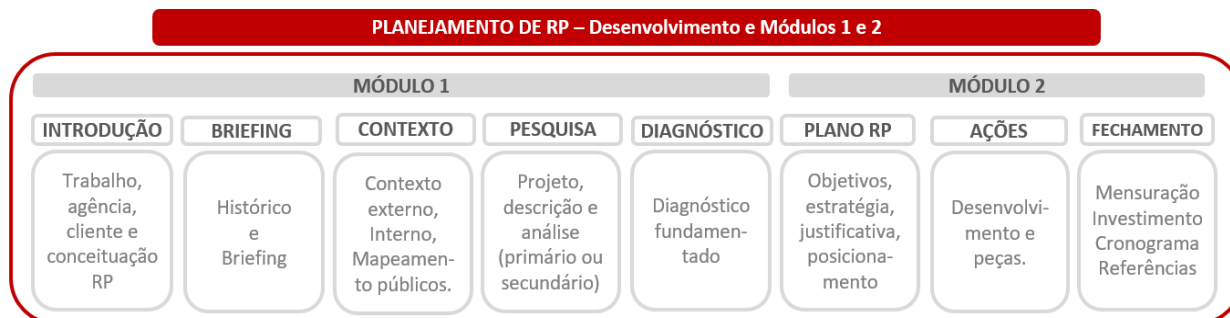 PLANEJAMENTO DE RP – Desenvolvimento e Módulos 1 e 2
MÓDULO 1
MÓDULO 2
INTRODUÇÃO
BRIEFING
CONTEXTO
PESQUISA
DIAGNÓSTICO
PLANO RP
AÇÕES
FECHAMENTO
Trabalho,
agência,
cliente e
conceituação
RP
Histórico
e
Briefing
Contexto
externo,
Interno,
Mapeamen-
to públicos.
Projeto,
descrição e
análise
(primário ou
secundário)
Diagnóstico
fundamen-
tado
Objetivos,
estratégia,
justificativa,
posiciona-
mento
Desenvolvi-
mento e
peças.
Mensuração
Investimento
Cronograma
Referências